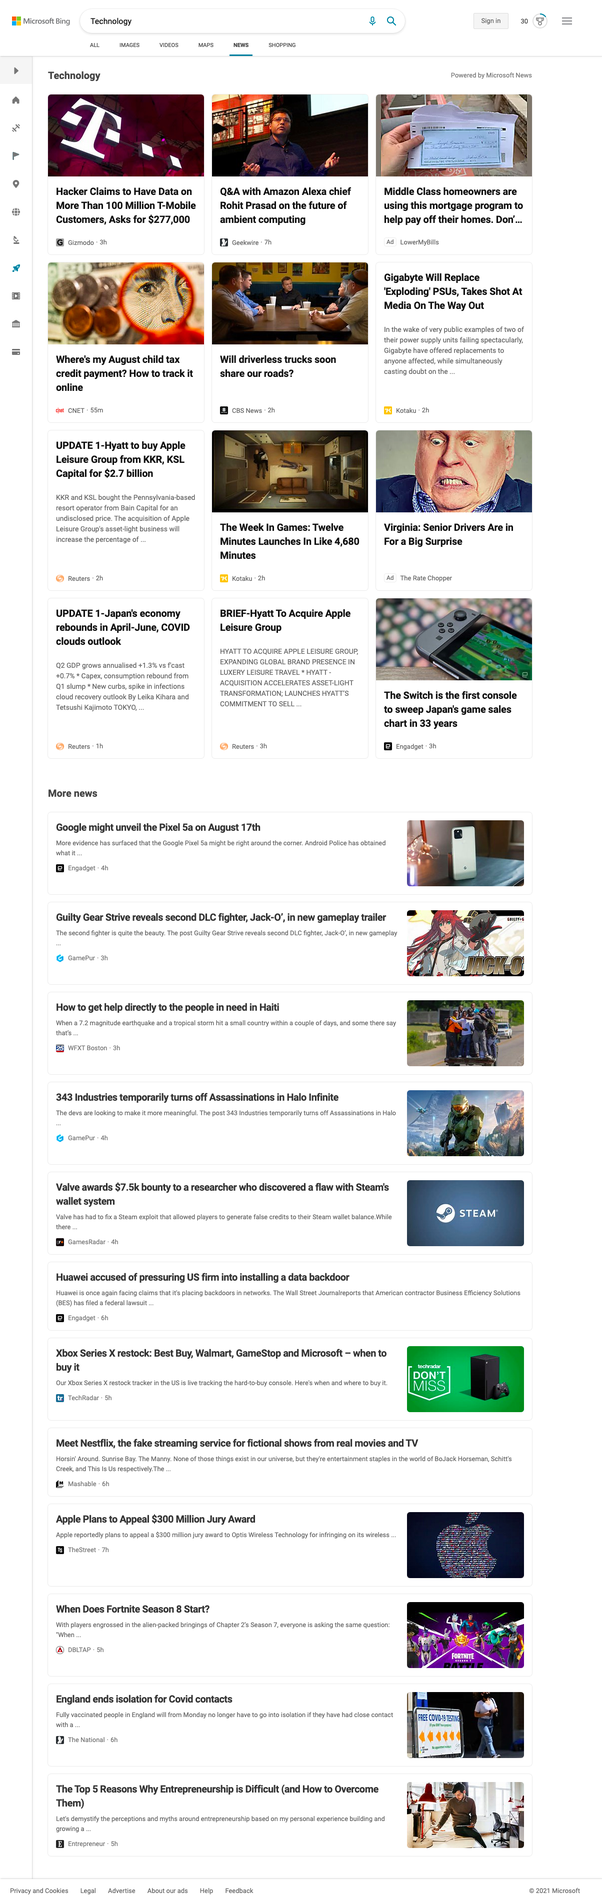 Microsoft Bing
Technology
Sign in
30
ALL
IMAGES
VIDEOS
MAPS
NEWS
SHOPPING
Technology
Powered by Microsoft News
Hacker Claims to Have Data on
More Than 100 Million T-Mobile
Customers, Asks for $277,000
Gizmodo · 3h
Q&A with Amazon Alexa chief
Rohit Prasad on the future of
ambient computing
Geekwire · 7h
Middle Class homeowners are
using this mortgage program to
help pay off their homes. Don'...
Ad LowerMyBills
Where's my August child tax
credit payment? How to track it
online
CNET · 55m
Will driverless trucks soon
share our roads?
CBS News · 2h
Gigabyte Will Replace
'Exploding' PSUs, Takes Shot At
Media On The Way Out
In the wake of very public examples of two of
their power supply units failing spectacularly,
Gigabyte have offered replacements to
anyone affected, while simultaneously
casting doubt on the ...
Kotaku · 2h
UPDATE 1-Hyatt to buy Apple
Leisure Group from KKR, KSL
Capital for $2.7 billion
KKR and KSL bought the Pennsylvania-based
resort operator from Bain Capital for an
undisclosed price. The acquisition of Apple
Leisure Group's asset-light business will
increase the percentage of ...
Reuters · 2h
The Week In Games: Twelve
Minutes Launches In Like 4,680
Minutes
Kotaku · 2h
Virginia: Senior Drivers Are in
For a Big Surprise
Ad The Rate Chopper
UPDATE 1-Japan's economy
rebounds in April-June, COVID
clouds outlook
Q2 GDP grows annualised +1.3% vs f'cast
+0.7% * Capex, consumption rebound from
Q1 slump * New curbs, spike in infections
cloud recovery outlook By Leika Kihara and
Tetsushi Kajimoto TOKYO, ...
Reuters · 1h
BRIEF-Hyatt To Acquire Apple
Leisure Group
HYATT TO ACQUIRE APPLE LEISURE GROUP,
EXPANDING GLOBAL BRAND PRESENCE IN
LUXERY LEISURE TRAVEL * HYATT -
ACQUISITION ACCELERATES ASSET-LIGHT
TRANSFORMATION; LAUNCHES HYATT'S
COMMITMENT TO SELL ...
Reuters · 3h
The Switch is the first console
to sweep Japan's game sales
chart in 33 years
Engadget · 3h
More news
Google might unveil the Pixel 5a on August 17th
More evidence has surfaced that the Google Pixel 5a might be right around the corner. Android Police has obtained
what it ...
Engadget · 4h
Guilty Gear Strive reveals second DLC fighter, Jack-O', in new gameplay trailer
The second fighter is quite the beauty. The post Guilty Gear Strive reveals second DLC fighter, Jack-O', in new gameplay
...
GamePur · 3h
JACK-O
How to get help directly to the people in need in Haiti
When a 7.2 magnitude earthquake and a tropical storm hit a small country within a couple of days, and some there say
that's ...
WFXT Boston · 3h
343 Industries temporarily turns off Assassinations in Halo Infinite
The devs are looking to make it more meaningful. The post 343 Industries temporarily turns off Assassinations in Halo
...
GamePur · 4h
Valve awards $7.5k bounty to a researcher who discovered a flaw with Steam's
wallet system
Valve has had to fix a Steam exploit that allowed players to generate false credits to their Steam wallet balance.While
there ...
GamesRadar · 4h
STEAM
Huawei accused of pressuring US firm into installing a data backdoor
Huawei is once again facing claims that it's placing backdoors in networks. The Wall Street Journalreports that American contractor Business Efficiency Solutions
(BES) has filed a federal lawsuit ...
Engadget · 6h
Xbox Series X restock: Best Buy, Walmart, GameStop and Microsoft – when to
buy it
Our Xbox Series X restock tracker in the US is live tracking the hard-to-buy console. Here's when and where to buy it.
TechRadar · 5h
techradar
DON'T
MISS
Meet Nestflix, the fake streaming service for fictional shows from real movies and TV
Horsin' Around. Sunrise Bay. The Manny. None of those things exist in our universe, but they're entertainment staples in the world of BoJack Horseman, Schitt's
Creek, and This Is Us respectively.The ...
Mashable · 6h
Apple Plans to Appeal $300 Million Jury Award
Apple reportedly plans to appeal a $300 million jury award to Optis Wireless Technology for infringing on its wireless ...
TheStreet · 7h
When Does Fortnite Season 8 Start?
With players engrossed in the alien-packed bringings of Chapter 2's Season 7, everyone is asking the same question:
"When ...
DBLTAP · 5h
FORTNITE
BATTLE
England ends isolation for Covid contacts
Fully vaccinated people in England will from Monday no longer have to go into isolation if they have had close contact
with a ...
The National · 6h
FREE COVID-19 TESTING
The Top 5 Reasons Why Entrepreneurship is Difficult (and How to Overcome
Them)
Let's demystify the perceptions and myths around entrepreneurship based on my personal experience building and
growing a ...
Entrepreneur · 5h
Privacy and Cookies
Legal
Advertise
About our ads
Help
Feedback
© 2021 Microsoft